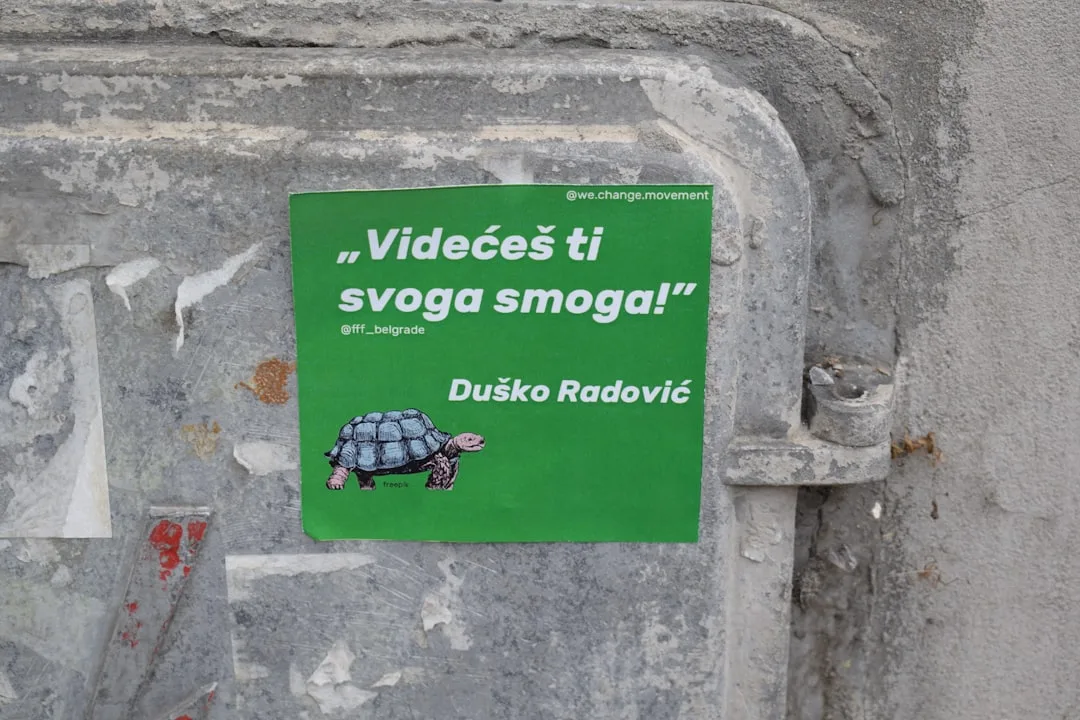 @we.change.movement
„Videćeš ti
svoga smoga!”
@fff_belgrade
Duško Radović
freepik